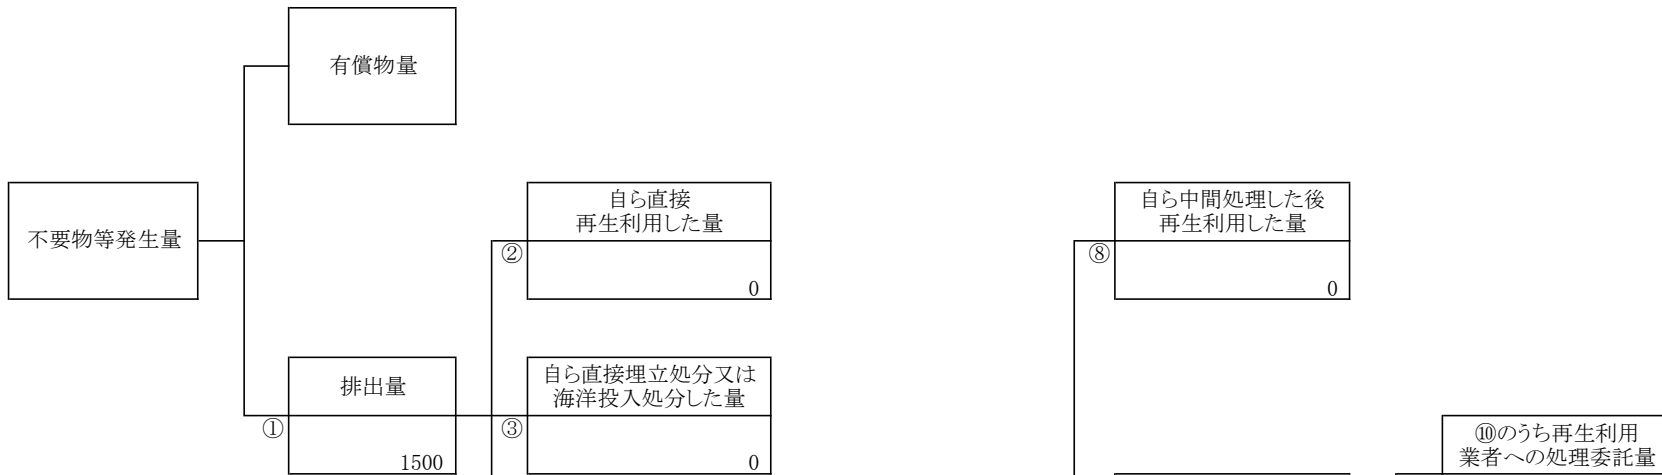 有償物量
不要物等発生量
自ら直接
再生利用した量
②
0
自ら中間処理した後
再生利用した量
⑧
0
排出量
①
1500
自ら直接埋立処分又は
海洋投入処分した量
③
0
⑩のうち再生利用
業者への処理委託量